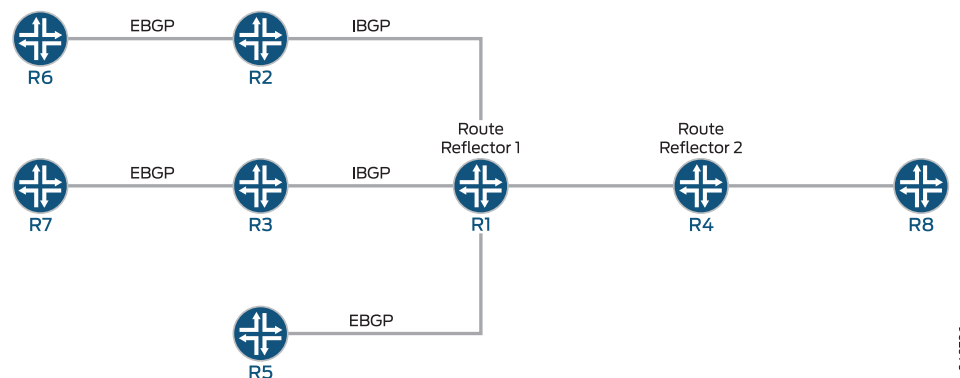 EBGP
IBGP
R6
R2
Route
Reflector 1
Route
Reflector 2
EBGP
IBGP
R7
R3
R1
R4
R8
EBGP
R5